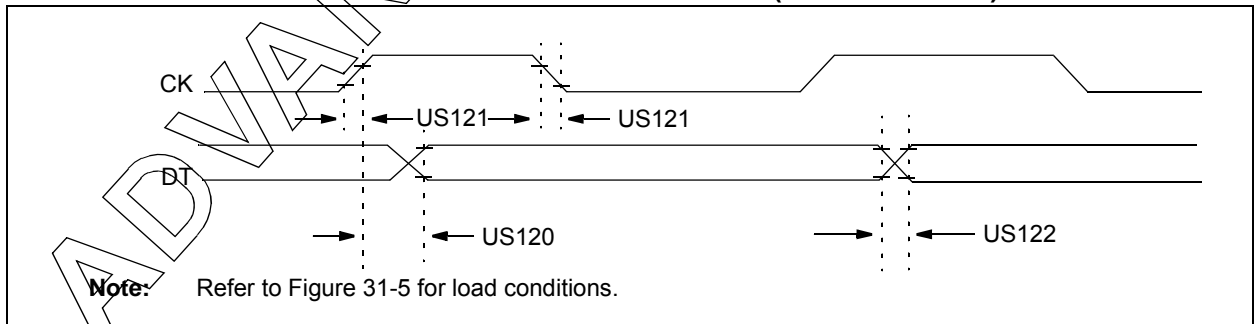 CK
US121 US121
DT
US120 US122
Note: Refer to Figure 31-5 for load conditions.